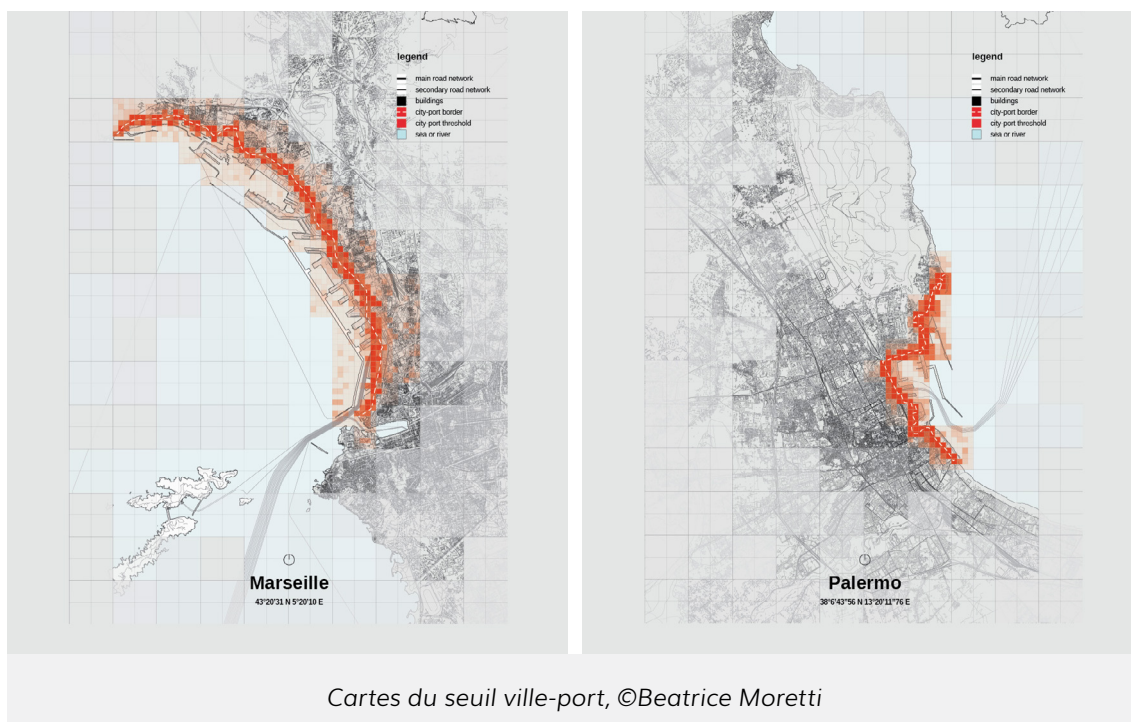 legend
main road network
secondary road network
buildings
city-port border
city-port threshold
sea or river
Marseille
43°20'31 N 5°20'10 E
legend
main road network
secondary road network
buildings
city-port border
city-port threshold
sea or river
Palermo
38°6'43"56 N 13°20'11"76 E
Cartes du seuil ville-port, ©Beatrice Moretti